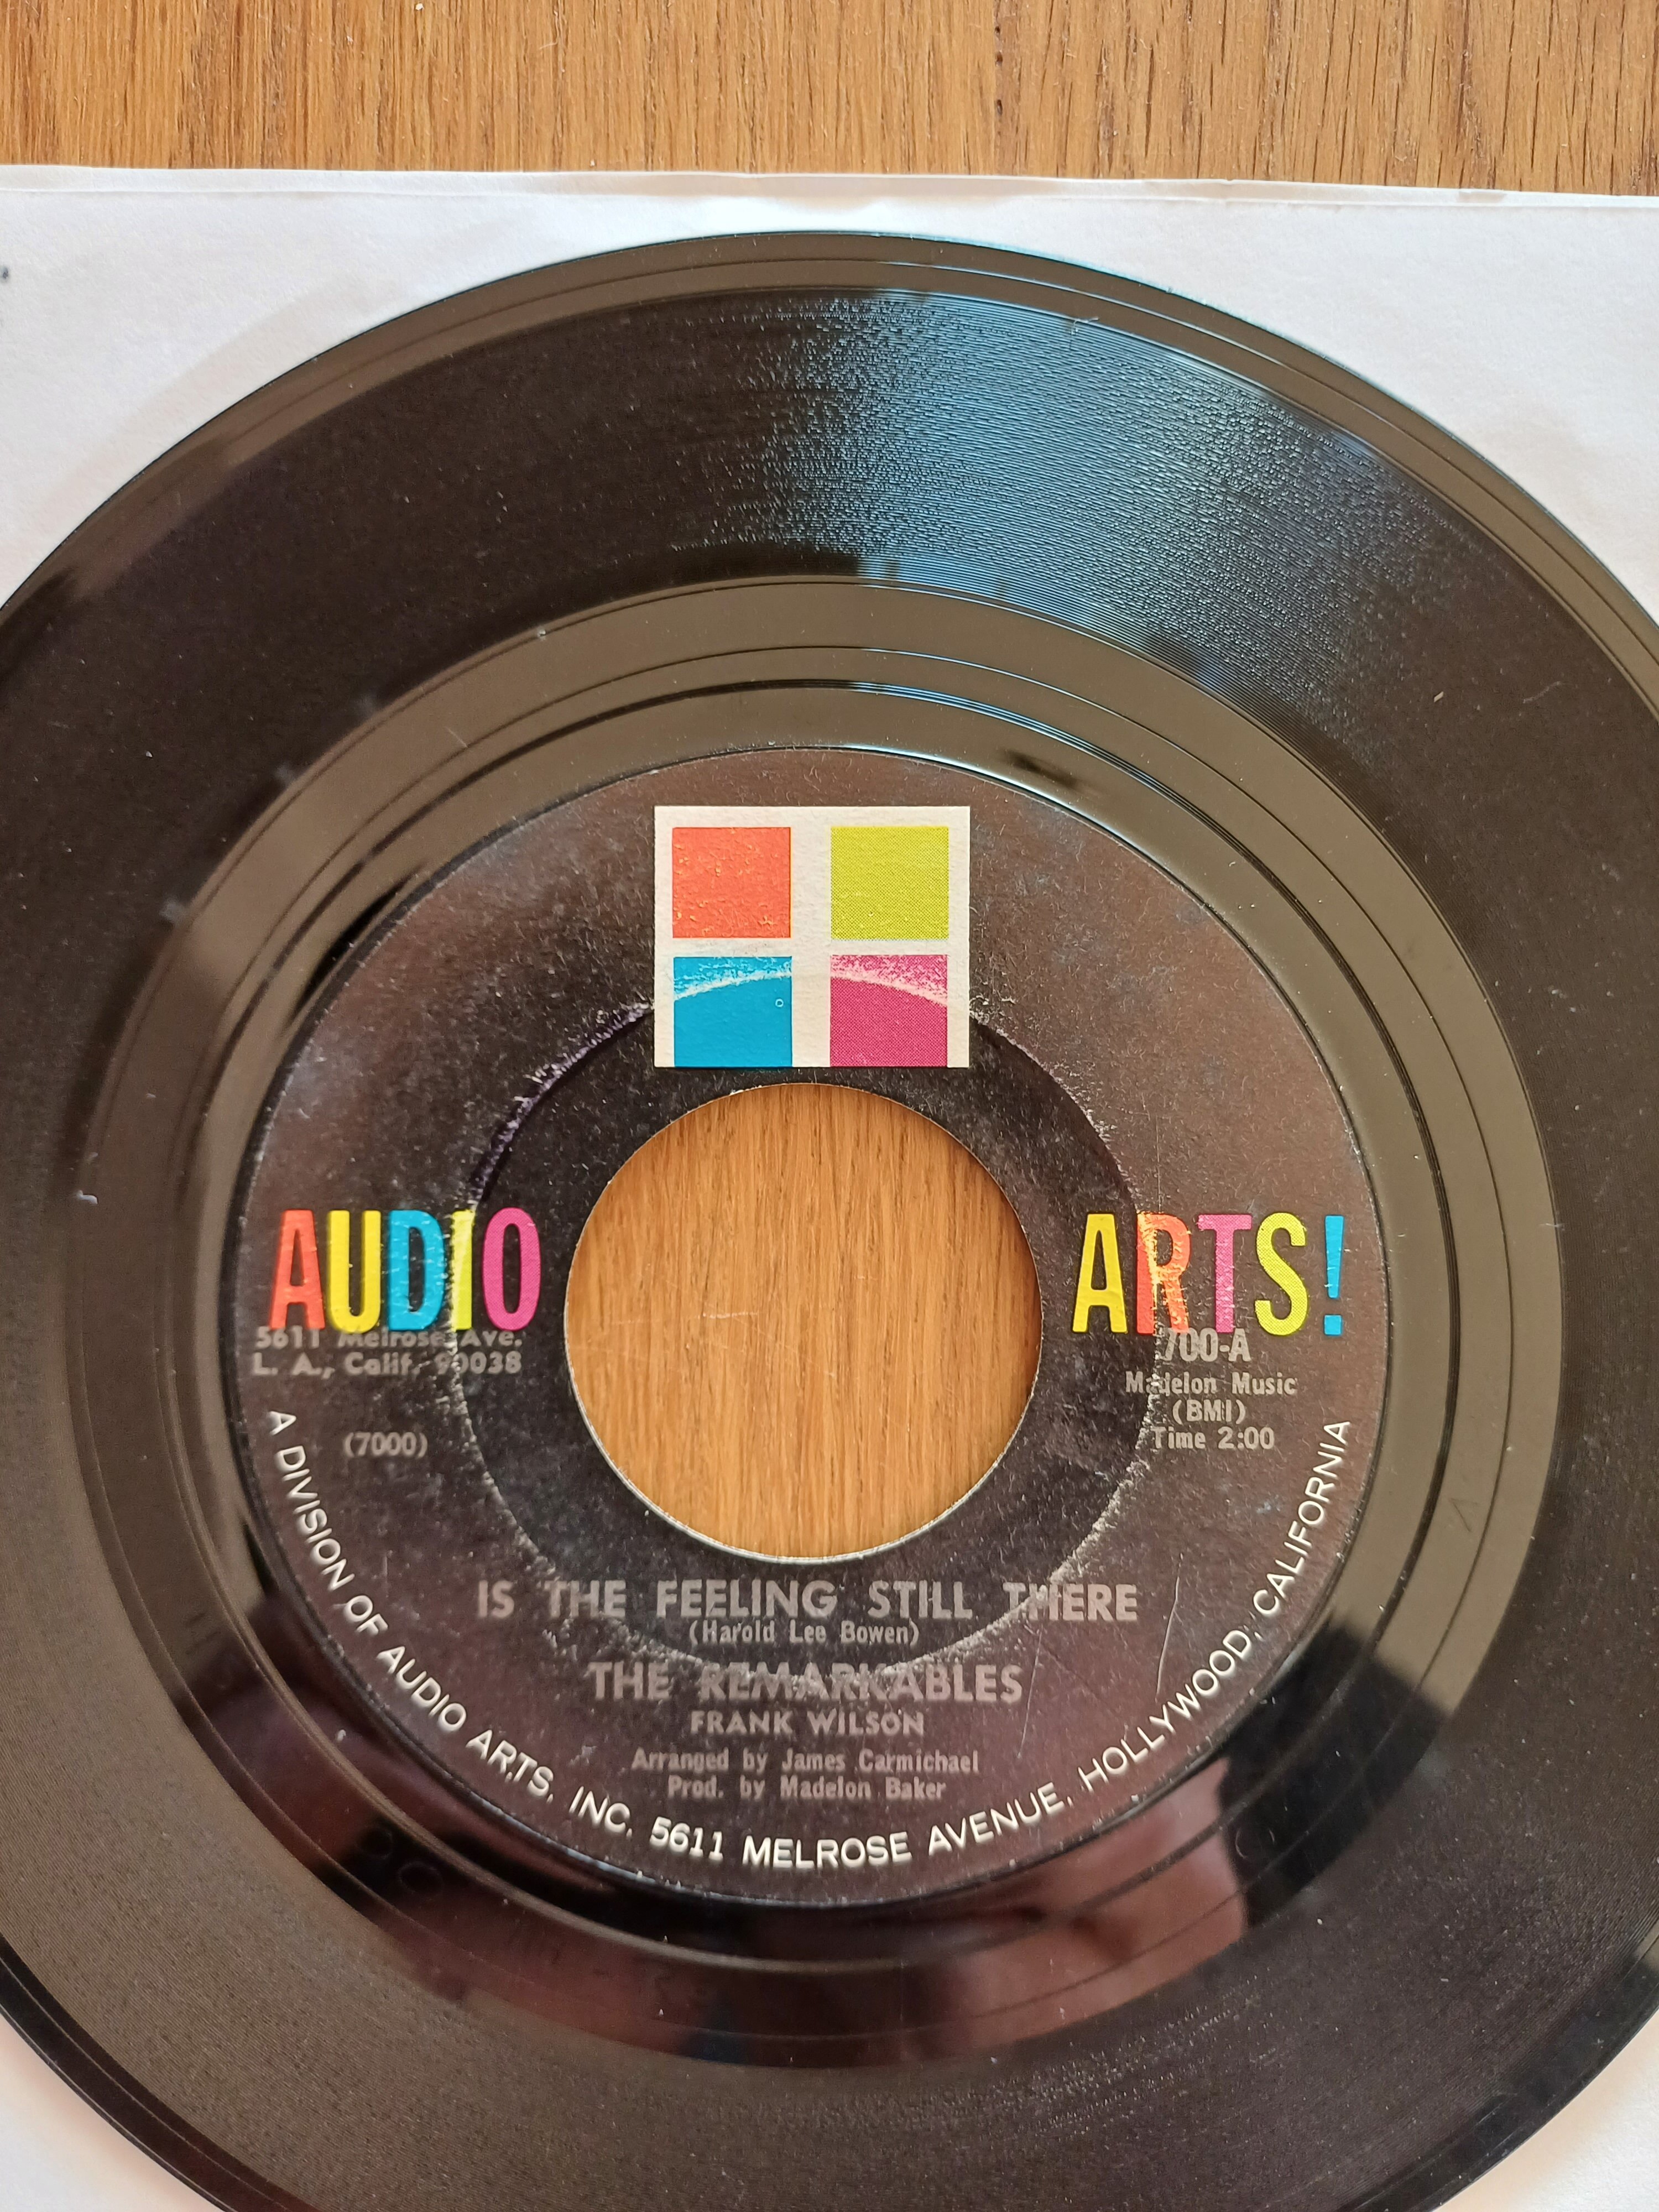 AUDIO ARTS!
5611 Melrose Ave.
L. A., Calif. 90038
(7000)
700-A
Madelon Music
(BMI)
Time 2:00
IS THE FEELING STILL THERE
(Harold Lee Bowen)
THE REMARKABLES
FRANK WILSON
Arranged by James Carmichael
Prod. by Madelon Baker
A DIVISION OF AUDIO ARTS, INC. 5611 MELROSE AVENUE, HOLLYWOOD, CALIFORNIA